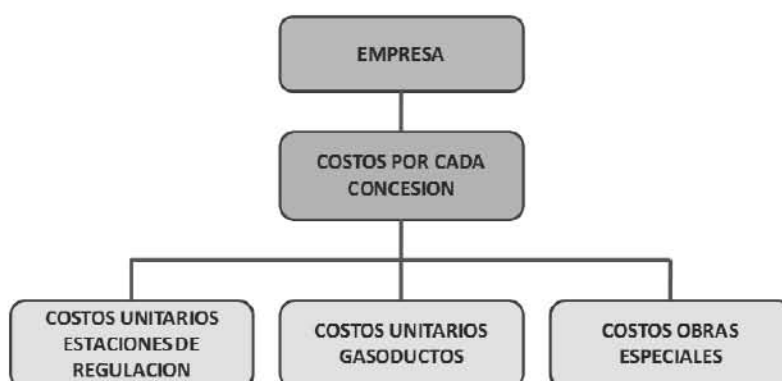 EMPRESA
COSTOS POR CADA
CONCESION
COSTOS UNITARIOS
ESTACIONES DE
REGULACION
COSTOS UNITARIOS
GASODUCTOS
COSTOS OBRAS
ESPECIALES